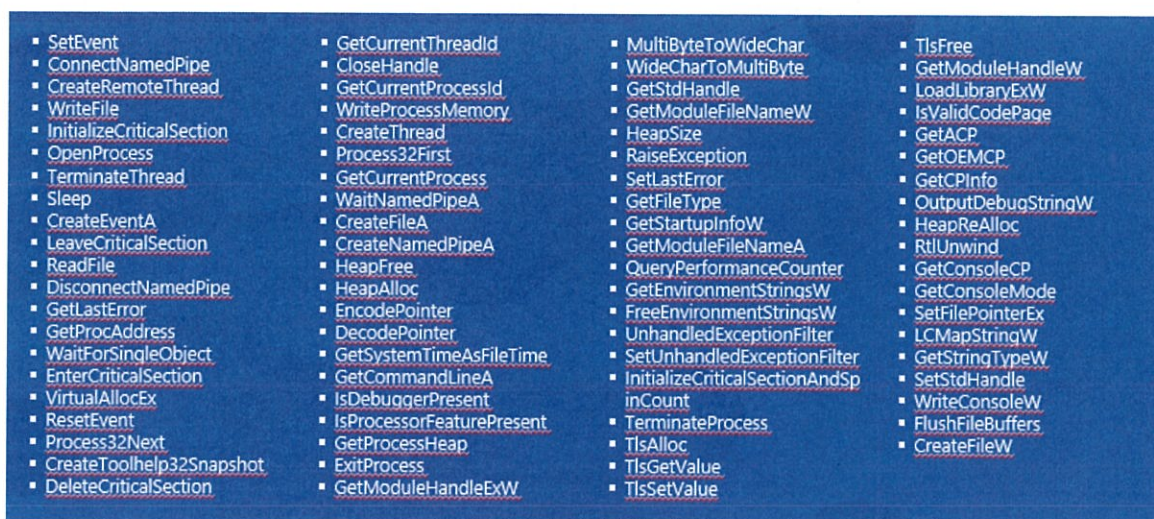 SetEvent
ConnectNamedPipe
CreateRemoteThread
WriteFile
InitializeCriticalSection
OpenProcess
TerminateThread
Sleep
CreateEventA
LeaveCriticalSection
ReadFile
DisconnectNamedPipe
GetLastError
GetProcAddress
WaitForSingleObject
EnterCriticalSection
VirtualAllocEx
ResetEvent
Process32Next
CreateToolhelp32Snapshot
DeleteCriticalSection
GetCurrentThreadId
CloseHandle
GetCurrentProcessId
WriteProcessMemory
CreateThread
Process32First
GetCurrentProcess
WaitNamedPipeA
CreateFileA
CreateNamedPipeA
HeapFree
HeapAlloc
EncodePointer
DecodePointer
GetSystemTimeAsFileTime
GetCommandLineA
IsDebuggerPresent
IsProcessorFeaturePresent
GetProcessHeap
ExitProcess
GetModuleHandleExW
MultiByteToWideChar
WideCharToMultiByte
GetStdHandle
GetModuleFileNameW
HeapSize
RaiseException
SetLastError
GetFileType
GetStartupInfoW
GetModuleFileNameA
QueryPerformanceCounter
GetEnvironmentStringsW
FreeEnvironmentStringsW
UnhandledExceptionFilter
SetUnhandledExceptionFilter
InitializeCriticalSectionAndSp
inCount
TerminateProcess
TlsAlloc
TlsGetValue
TlsSetValue
TlsFree
GetModuleHandleW
LoadLibraryExW
IsValidCodePage
GetACP
GetOEMCP
GetCPInfo
OutputDebugStringW
HeapReAlloc
RtlUnwind
GetConsoleCP
GetConsoleMode
SetFilePointerEx
LCMapStringW
GetStringTypeW
SetStdHandle
WriteConsoleW
FlushFileBuffers
CreateFileW